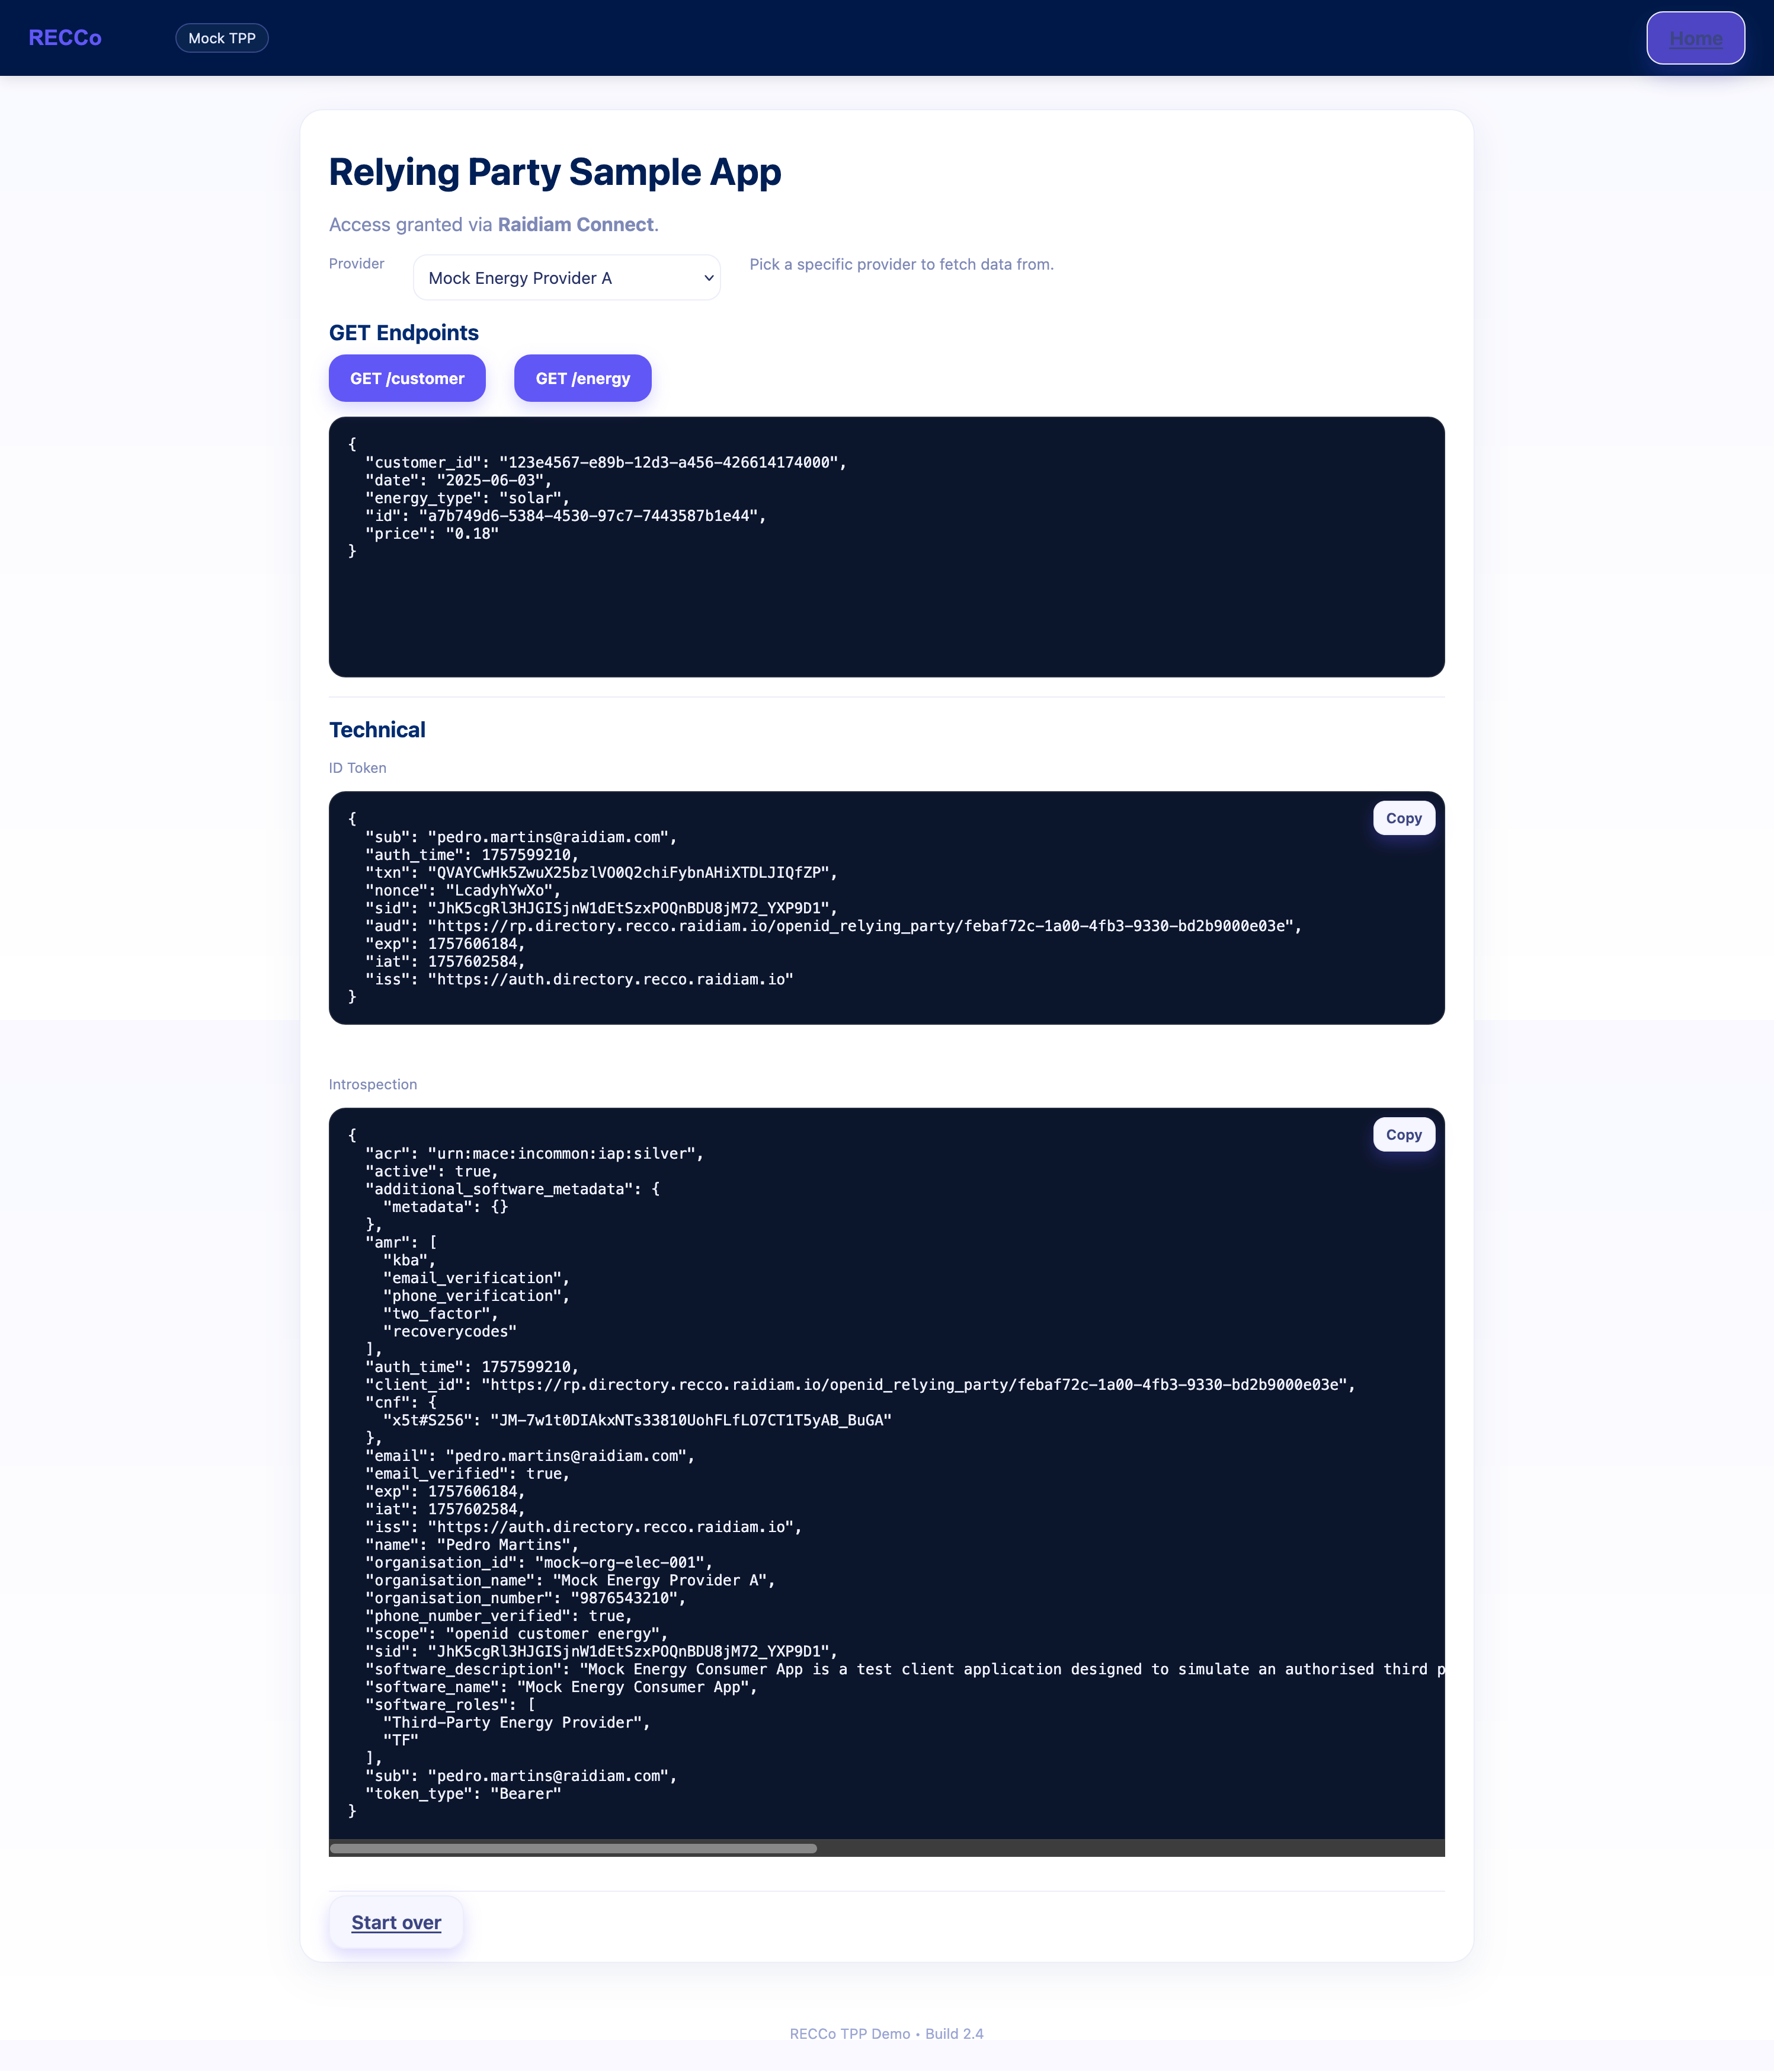 RECCo
Mock TPP
Home
Relying Party Sample App
Access granted via Raidiam Connect.
Provider
Mock Energy Provider A
Pick a specific provider to fetch data from.
GET Endpoints
GET /customer
GET /energy
{
  "customer_id": "123e4567-e89b-12d3-a456-426614174000",
  "date": "2025-06-03",
  "energy_type": "solar",
  "id": "a7b749d6-5384-4530-97c7-7443587b1e44",
  "price": "0.18"
}
Technical
ID Token
Copy
{
  "sub": "pedro.martins@raidiam.com",
  "auth_time": 1757599210,
  "txn": "QVAYCwHk5ZwuX25bzlVO0Q2chiFybnAHiXTDLJIQfZP",
  "nonce": "LcadyhYwXo",
  "sid": "JhK5cgRl3HJGISjnW1dEtSzxPOQnBDU8jM72_YXP9D1",
  "aud": "https://rp.directory.recco.raidiam.io/openid_relying_party/febaf72c-1a00-4fb3-9330-bd2b9000e03e",
  "exp": 1757606184,
  "iat": 1757602584,
  "iss": "https://auth.directory.recco.raidiam.io"
}
Introspection
Copy
{
  "acr": "urn:mace:incommon:iap:silver",
  "active": true,
  "additional_software_metadata": {
    "metadata": {}
  },
  "amr": [
    "kba",
    "email_verification",
    "phone_verification",
    "two_factor",
    "recoverycodes"
  ],
  "auth_time": 1757599210,
  "client_id": "https://rp.directory.recco.raidiam.io/openid_relying_party/febaf72c-1a00-4fb3-9330-bd2b9000e03e",
  "cnf": {
    "x5t#S256": "JM-7w1t0DIAkxNTs33810UohFLfLO7CT1T5yAB_BuGA"
  },
  "email": "pedro.martins@raidiam.com",
  "email_verified": true,
  "exp": 1757606184,
  "iat": 1757602584,
  "iss": "https://auth.directory.recco.raidiam.io",
  "name": "Pedro Martins",
  "organisation_id": "mock-org-elec-001",
  "organisation_name": "Mock Energy Provider A",
  "organisation_number": "9876543210",
  "phone_number_verified": true,
  "scope": "openid customer energy",
  "sid": "JhK5cgRl3HJGISjnW1dEtSzxPOQnBDU8jM72_YXP9D1",
  "software_description": "Mock Energy Consumer App is a test client application designed to simulate an authorised third p
  "software_name": "Mock Energy Consumer App",
  "software_roles": [
    "Third-Party Energy Provider",
    "TF"
  ],
  "sub": "pedro.martins@raidiam.com",
  "token_type": "Bearer"
}
Start over
RECCo TPP Demo • Build 2.4